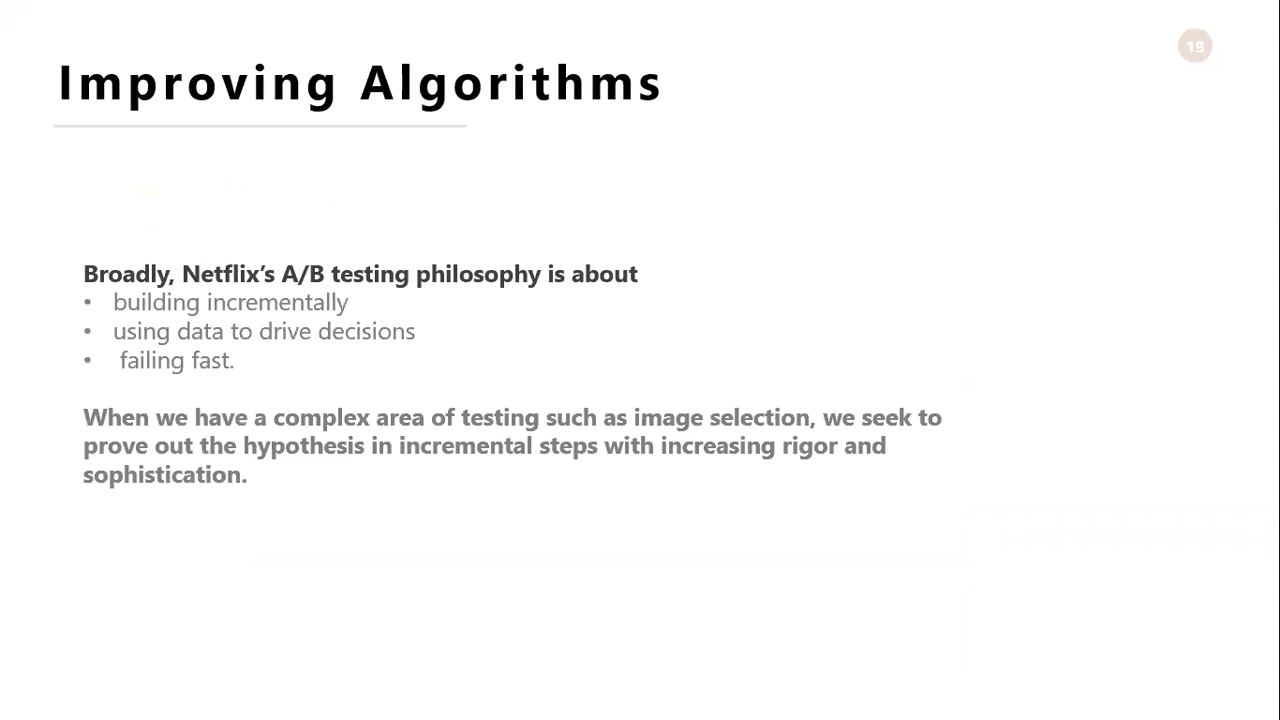 19
Improving Algorithms
Broadly, Netflix’s A/B testing philosophy is about
• building incrementally
• using data to drive decisions
• failing fast.
When we have a complex area of testing such as image selection, we seek to
prove out the hypothesis in incremental steps with increasing rigor and
sophistication.